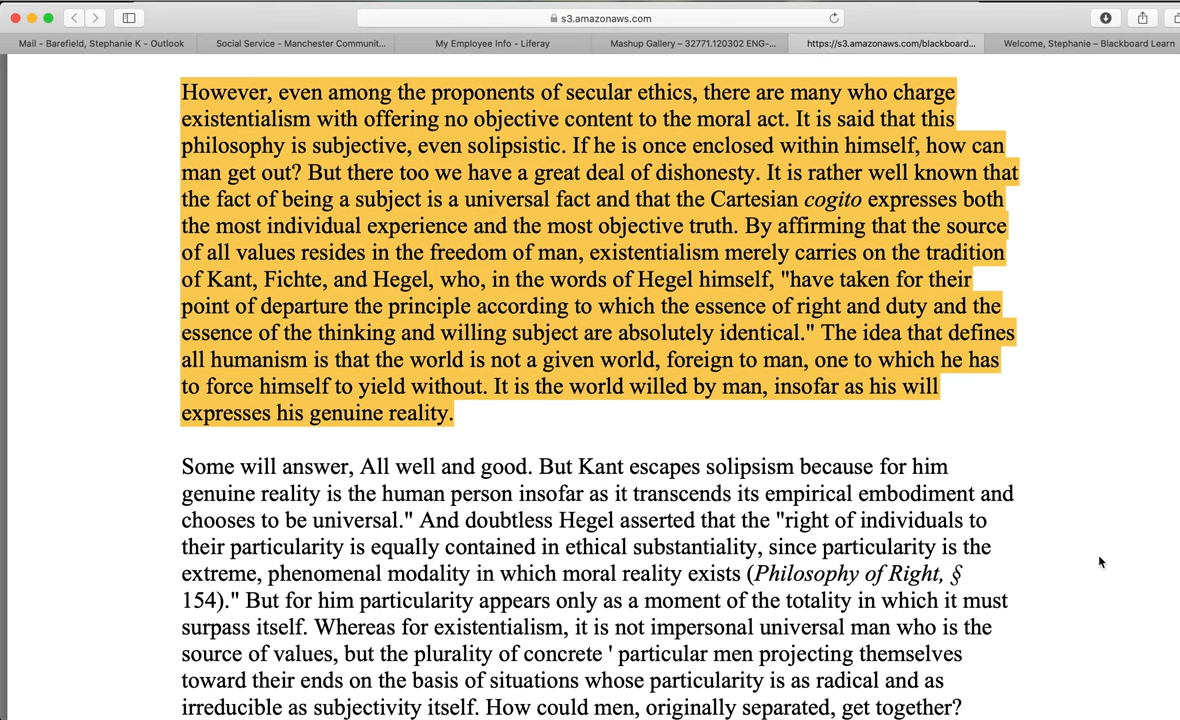 s3.amazonaws.com
Mail - Barefield, Stephanie K - Outlook
Social Service - Manchester Communit...
My Employee Info - Liferay
Mashup Gallery – 32771.120302 ENG-...
https://s3.amazonaws.com/blackboard...
Welcome, Stephanie – Blackboard Learn
However, even among the proponents of secular ethics, there are many who charge
existentialism with offering no objective content to the moral act. It is said that this
philosophy is subjective, even solipsistic. If he is once enclosed within himself, how can
man get out? But there too we have a great deal of dishonesty. It is rather well known that
the fact of being a subject is a universal fact and that the Cartesian cogito expresses both
the most individual experience and the most objective truth. By affirming that the source
of all values resides in the freedom of man, existentialism merely carries on the tradition
of Kant, Fichte, and Hegel, who, in the words of Hegel himself, "have taken for their
point of departure the principle according to which the essence of right and duty and the
essence of the thinking and willing subject are absolutely identical." The idea that defines
all humanism is that the world is not a given world, foreign to man, one to which he has
to force himself to yield without. It is the world willed by man, insofar as his will
expresses his genuine reality.
Some will answer, All well and good. But Kant escapes solipsism because for him
genuine reality is the human person insofar as it transcends its empirical embodiment and
chooses to be universal." And doubtless Hegel asserted that the "right of individuals to
their particularity is equally contained in ethical substantiality, since particularity is the
extreme, phenomenal modality in which moral reality exists (Philosophy of Right, §
154)." But for him particularity appears only as a moment of the totality in which it must
surpass itself. Whereas for existentialism, it is not impersonal universal man who is the
source of values, but the plurality of concrete ' particular men projecting themselves
toward their ends on the basis of situations whose particularity is as radical and as
irreducible as subjectivity itself. How could men, originally separated, get together?